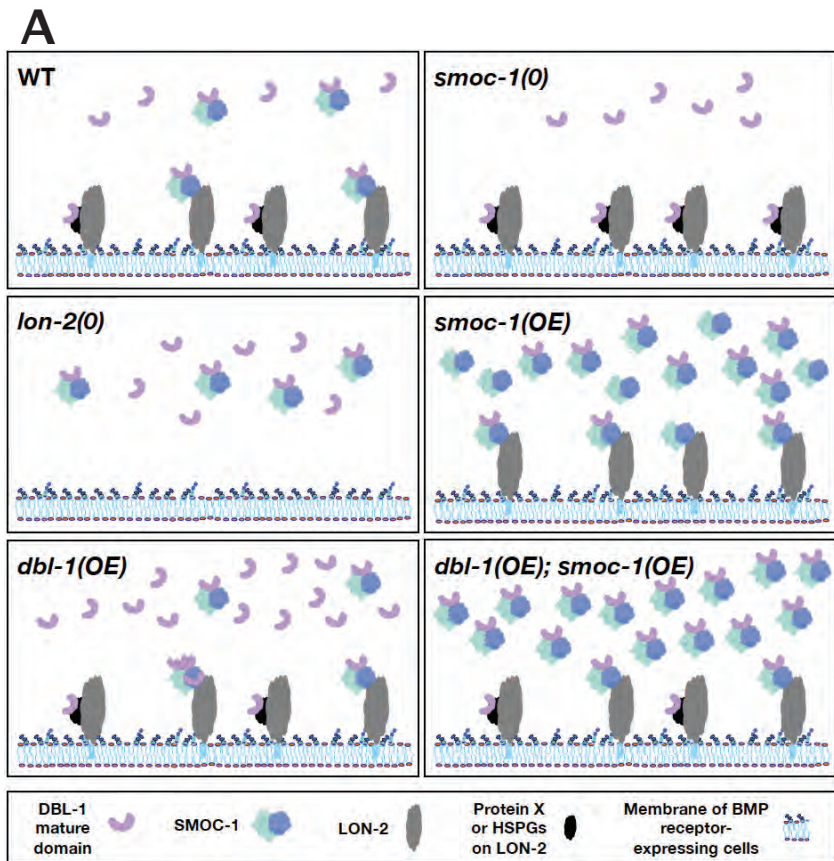 A
WT
smoc-1(0)
lon-2(0)
smoc-1(OE)
dbl-1(OE)
dbl-1(OE); smoc-1(OE)
DBL-1
mature
domain
SMOC-1
LON-2
Protein X
or HSPGs
on LON-2
Membrane of BMP
receptor-
expressing cells